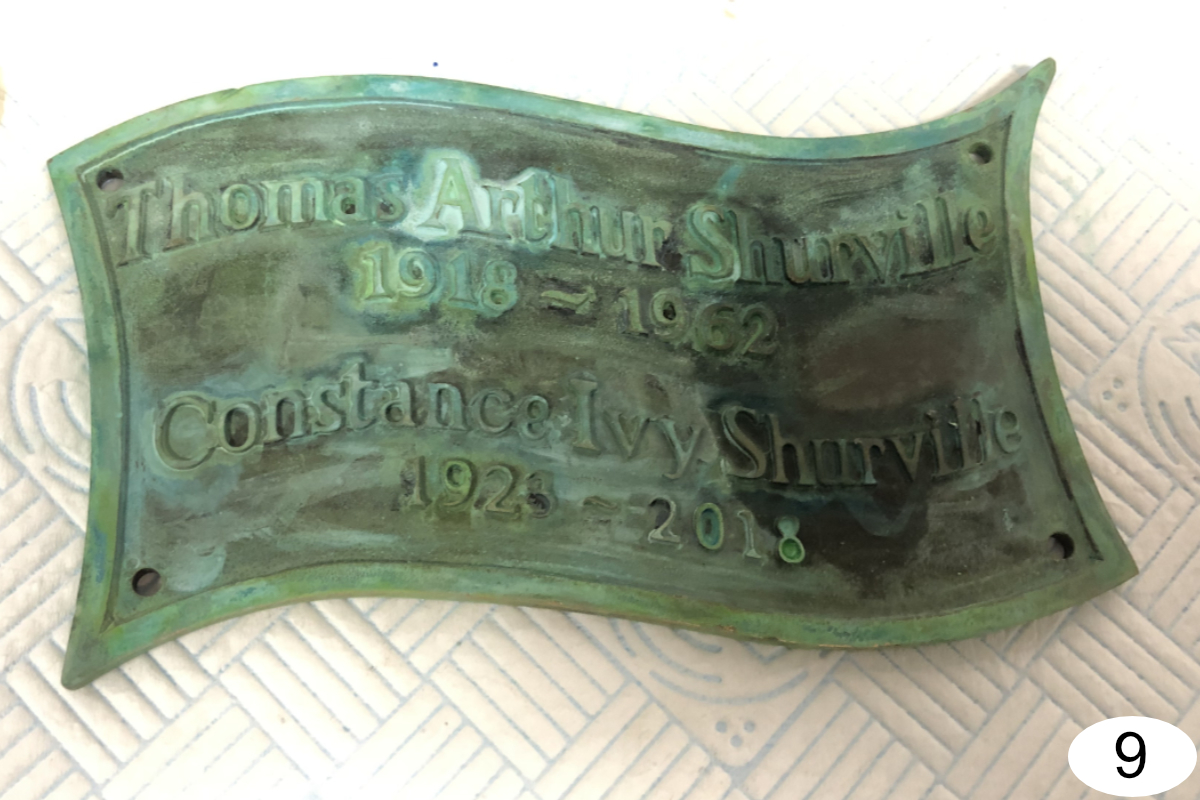 Thomas Arthur Shurville
1918 ~ 1962
Constance Ivy Shurville
1923 ~ 2018
9